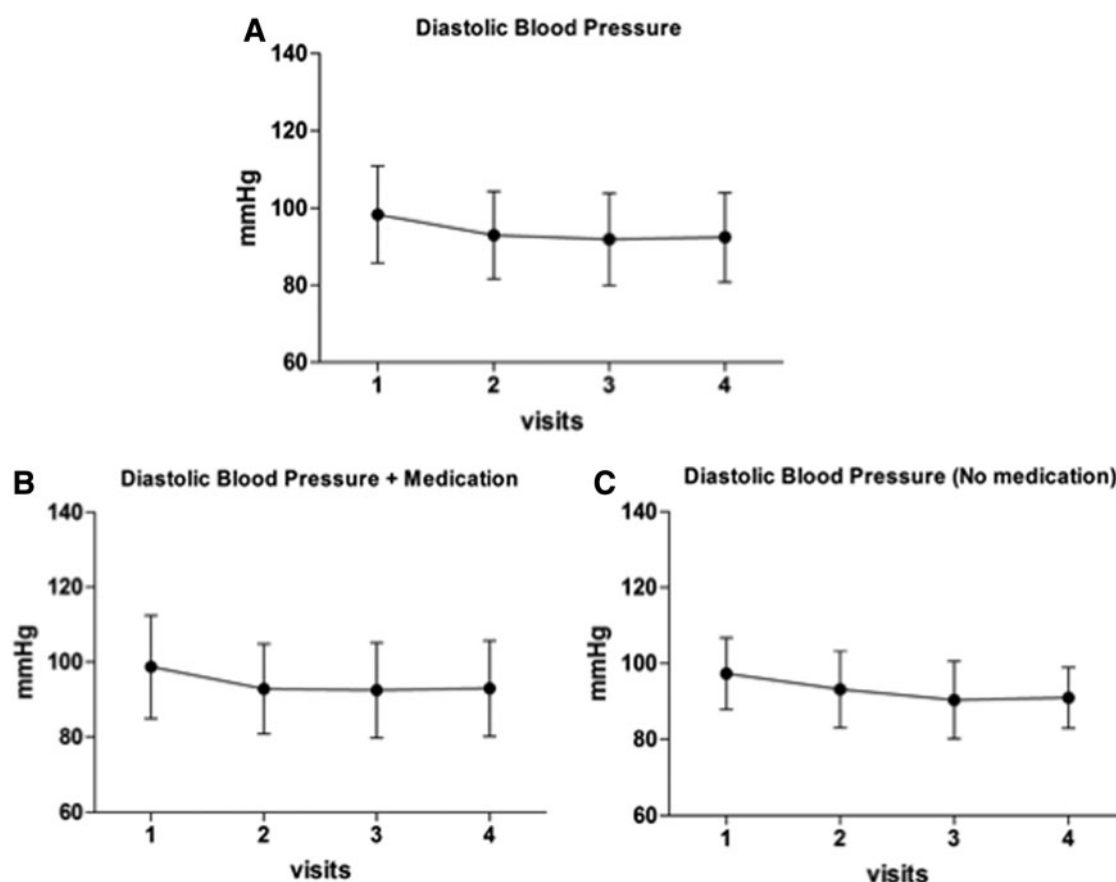 A
Diastolic Blood Pressure
140
120
100
80
60
mmHg
1 2 3 4
visits
B
Diastolic Blood Pressure + Medication
140
120
100
80
60
mmHg
1 2 3 4
visits
C
Diastolic Blood Pressure (No medication)
140
120
100
80
60
mmHg
1 2 3 4
visits